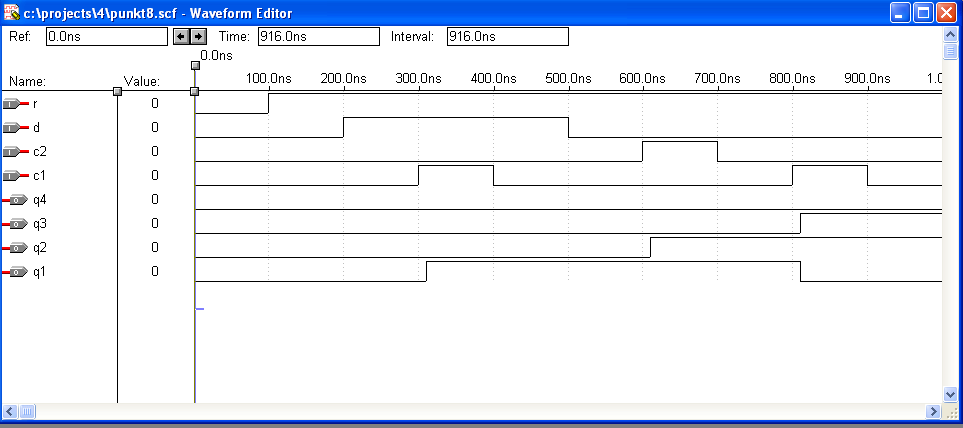 c:\projects\4\punkt8.scf - Waveform Editor
Ref: 0.0ns Time: 916.0ns Interval: 916.0ns
0.0ns
Name: Value: 100.0ns 200.0ns 300.0ns 400.0ns 500.0ns 600.0ns 700.0ns 800.0ns 900.0ns 1.0
r 0
d 0
c2 0
c1 0
q4 0
q3 0
q2 0
q1 0